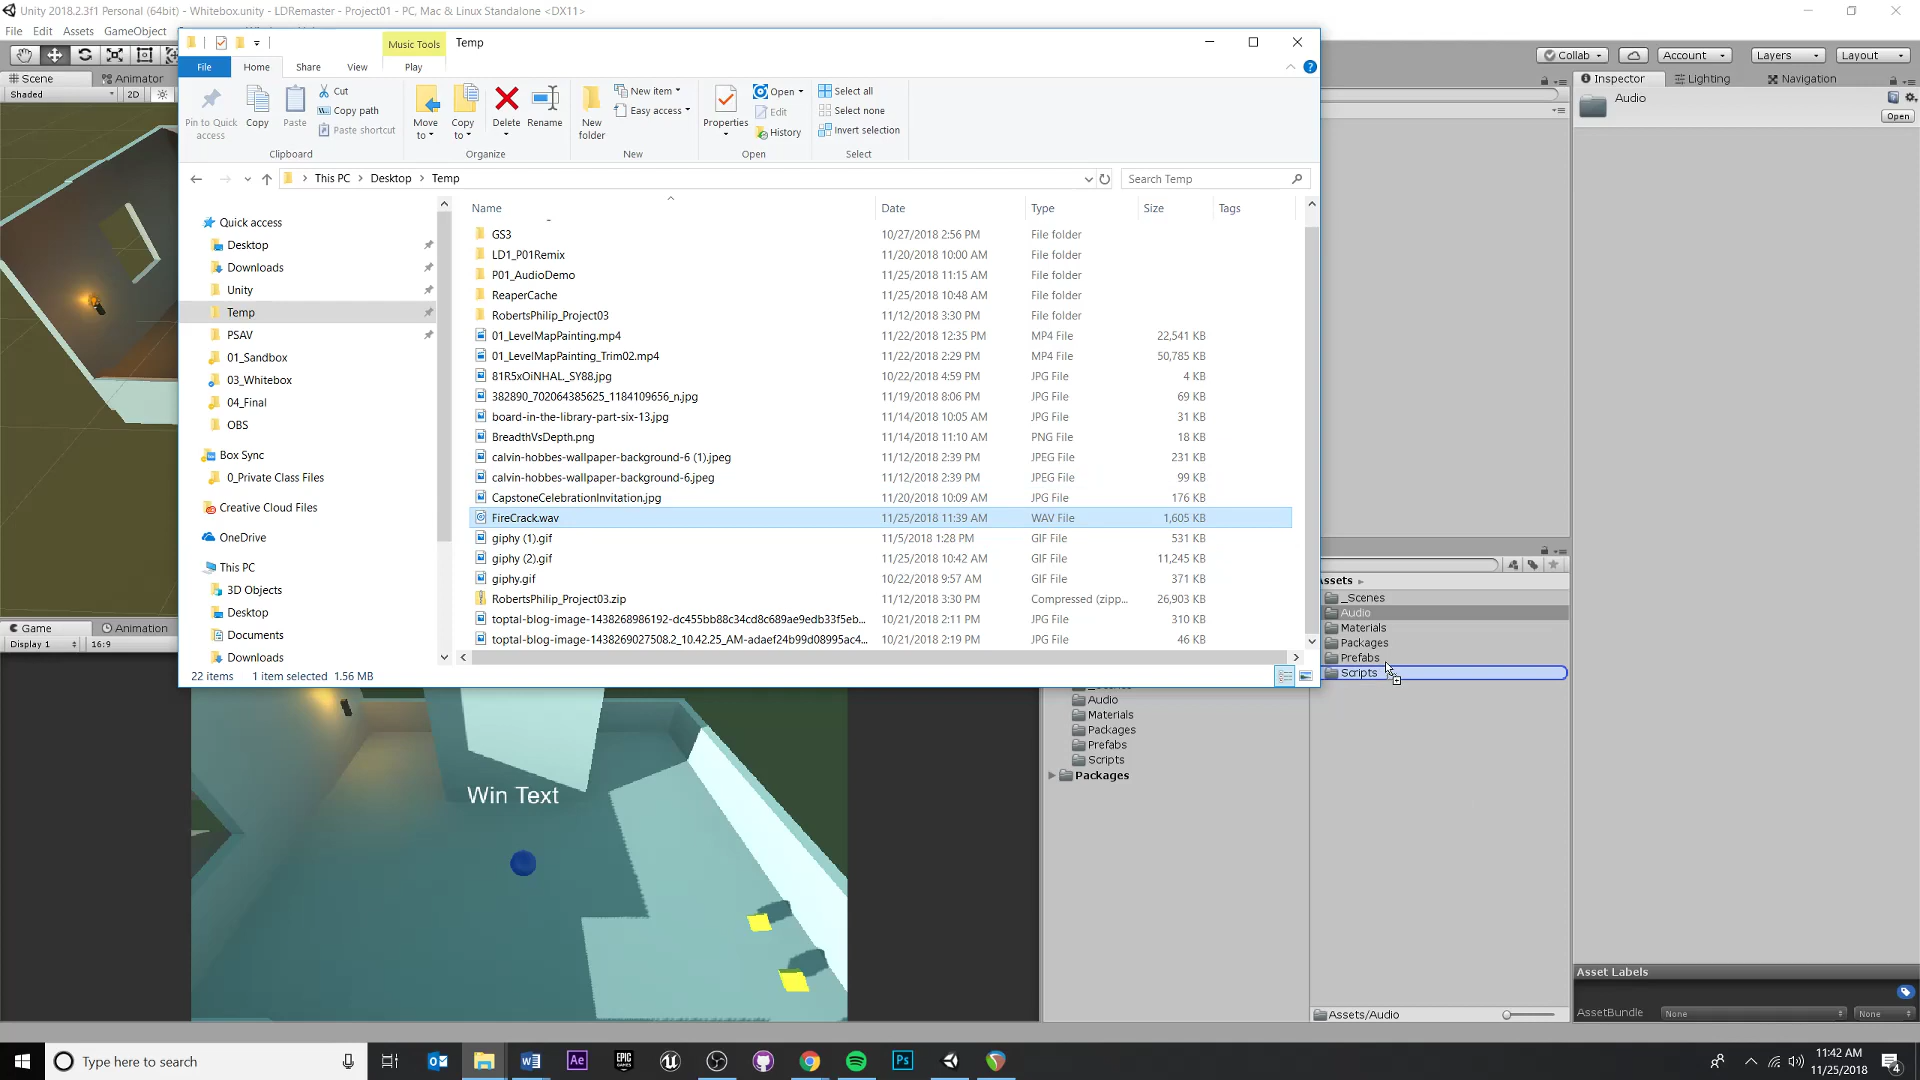 Unity 2018.2.3f1 Personal (64bit) - Whitebox.unity - LDRemaster - Project01 - PC, Mac & Linux Standalone <DX11>
File Edit Assets GameObject
Collab Account Layers Layout
Scene Animator
Shaded 2D
Music Tools Temp
File Home Share View Play
Pin to Quick access
Copy
Paste
Cut
Copy path
Paste shortcut
Clipboard
Move to
Copy to
Delete
Rename
Organize
New folder
New item
Easy access
New
Properties
Open
Edit
History
Open
Select all
Select none
Invert selection
Select
This PC Desktop Temp
Search Temp
Quick access
Desktop
Downloads
Unity
Temp
PSAV
01_Sandbox
03_Whitebox
04_Final
OBS
Box Sync
0_Private Class Files
Creative Cloud Files
OneDrive
This PC
3D Objects
Desktop
Documents
Downloads
Name Date Type Size Tags
GS3 10/27/2018 2:56 PM File folder
LD1_P01Remix 11/20/2018 10:00 AM File folder
P01_AudioDemo 11/25/2018 11:15 AM File folder
ReaperCache 11/25/2018 10:48 AM File folder
RobertsPhilip_Project03 11/12/2018 3:30 PM File folder
01_LevelMapPainting.mp4 11/22/2018 12:35 PM MP4 File 22,541 KB
01_LevelMapPainting_Trim02.mp4 11/22/2018 2:29 PM MP4 File 50,785 KB
81R5xOiNHAL._SY88.jpg 10/22/2018 4:59 PM JPG File 4 KB
382890_702064385625_1184109656_n.jpg 11/19/2018 8:06 PM JPG File 69 KB
board-in-the-library-part-six-13.jpg 11/14/2018 10:05 AM JPG File 31 KB
BreadthVsDepth.png 11/14/2018 11:10 AM PNG File 18 KB
calvin-hobbes-wallpaper-background-6 (1).jpeg 11/12/2018 2:39 PM JPEG File 231 KB
calvin-hobbes-wallpaper-background-6.jpeg 11/12/2018 2:39 PM JPEG File 99 KB
CapstoneCelebrationInvitation.jpg 11/20/2018 10:09 AM JPG File 176 KB
FireCrack.wav 11/25/2018 11:39 AM WAV File 1,605 KB
giphy (1).gif 11/5/2018 1:28 PM GIF File 531 KB
giphy (2).gif 11/25/2018 10:42 AM GIF File 11,245 KB
giphy.gif 10/22/2018 9:57 AM GIF File 371 KB
RobertsPhilip_Project03.zip 11/12/2018 3:30 PM Compressed (zipp... 26,903 KB
toptal-blog-image-1438268986192-dc455bb88c34cd8c689ae9edb33f5eb... 10/21/2018 2:11 PM JPG File 310 KB
toptal-blog-image-1438269027508.2_10.42.25_AM-adaef24b99d08995ac4... 10/21/2018 2:19 PM JPG File 46 KB
22 items 1 item selected 1.56 MB
Game Animation
Display 1 16:9
Win Text
Audio
Materials
Packages
Prefabs
Scripts
Packages
_Scenes
Audio
Materials
Packages
Prefabs
Scripts
Assets/Audio
Inspector Lighting Navigation
Audio
Open
Asset Labels
AssetBundle None None
Type here to search
11:42 AM
11/25/2018
4